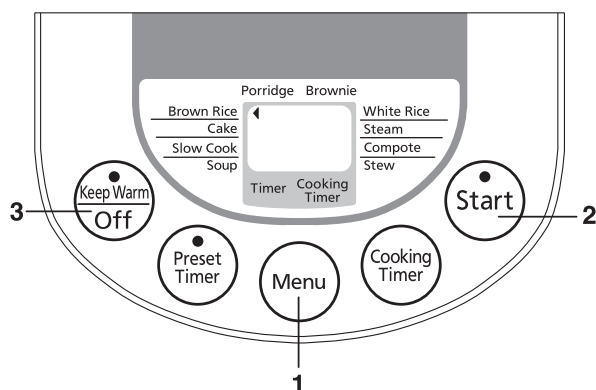 Porridge Brownie
Brown Rice
White Rice
Cake
Steam
Slow Cook
Compote
Soup
Stew
Timer
Cooking
Timer
Keep Warm
Off
3
Start
2
Preset
Timer
Menu
Cooking
Timer
1